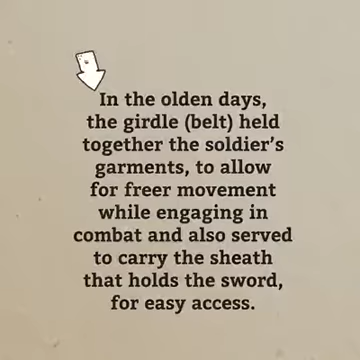 In the olden days,
the girdle (belt) held
together the soldier’s
garments, to allow
for freer movement
while engaging in
combat and also served
to carry the sheath
that holds the sword,
for easy access.